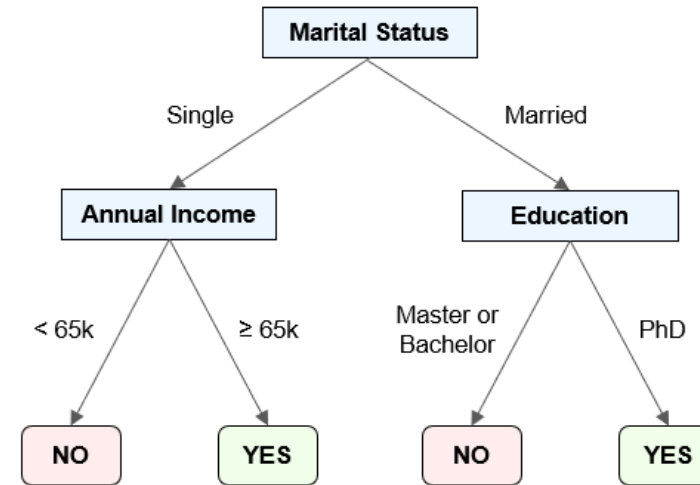 Marital Status
Single
Married
Annual Income
Education
< 65k
≥ 65k
Master or
Bachelor
PhD
NO
YES
NO
YES